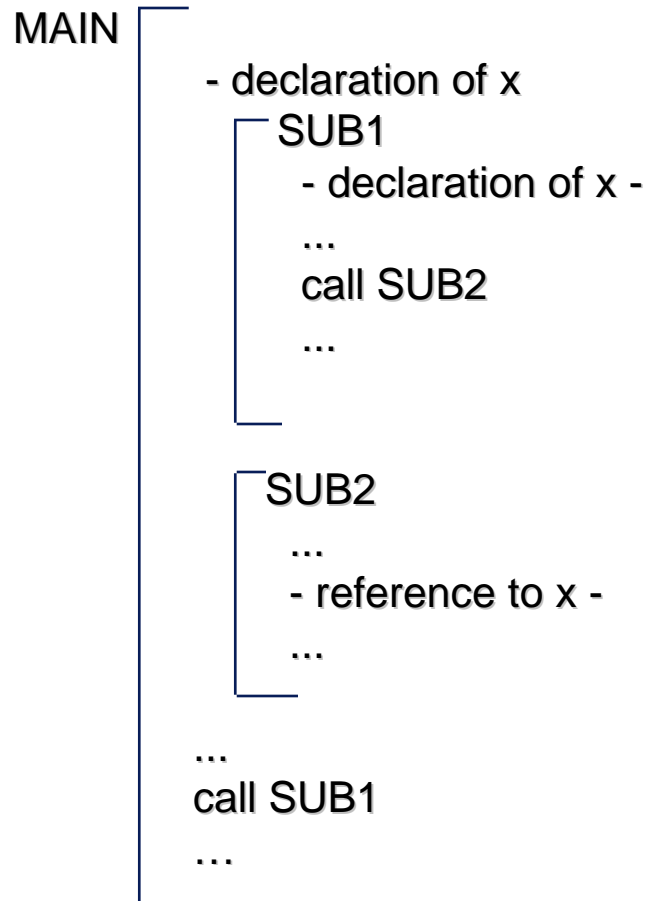 MAIN
- declaration of x
SUB1
- declaration of x -
...
call SUB2
...
SUB2
...
- reference to x -
...
...
call SUB1
…